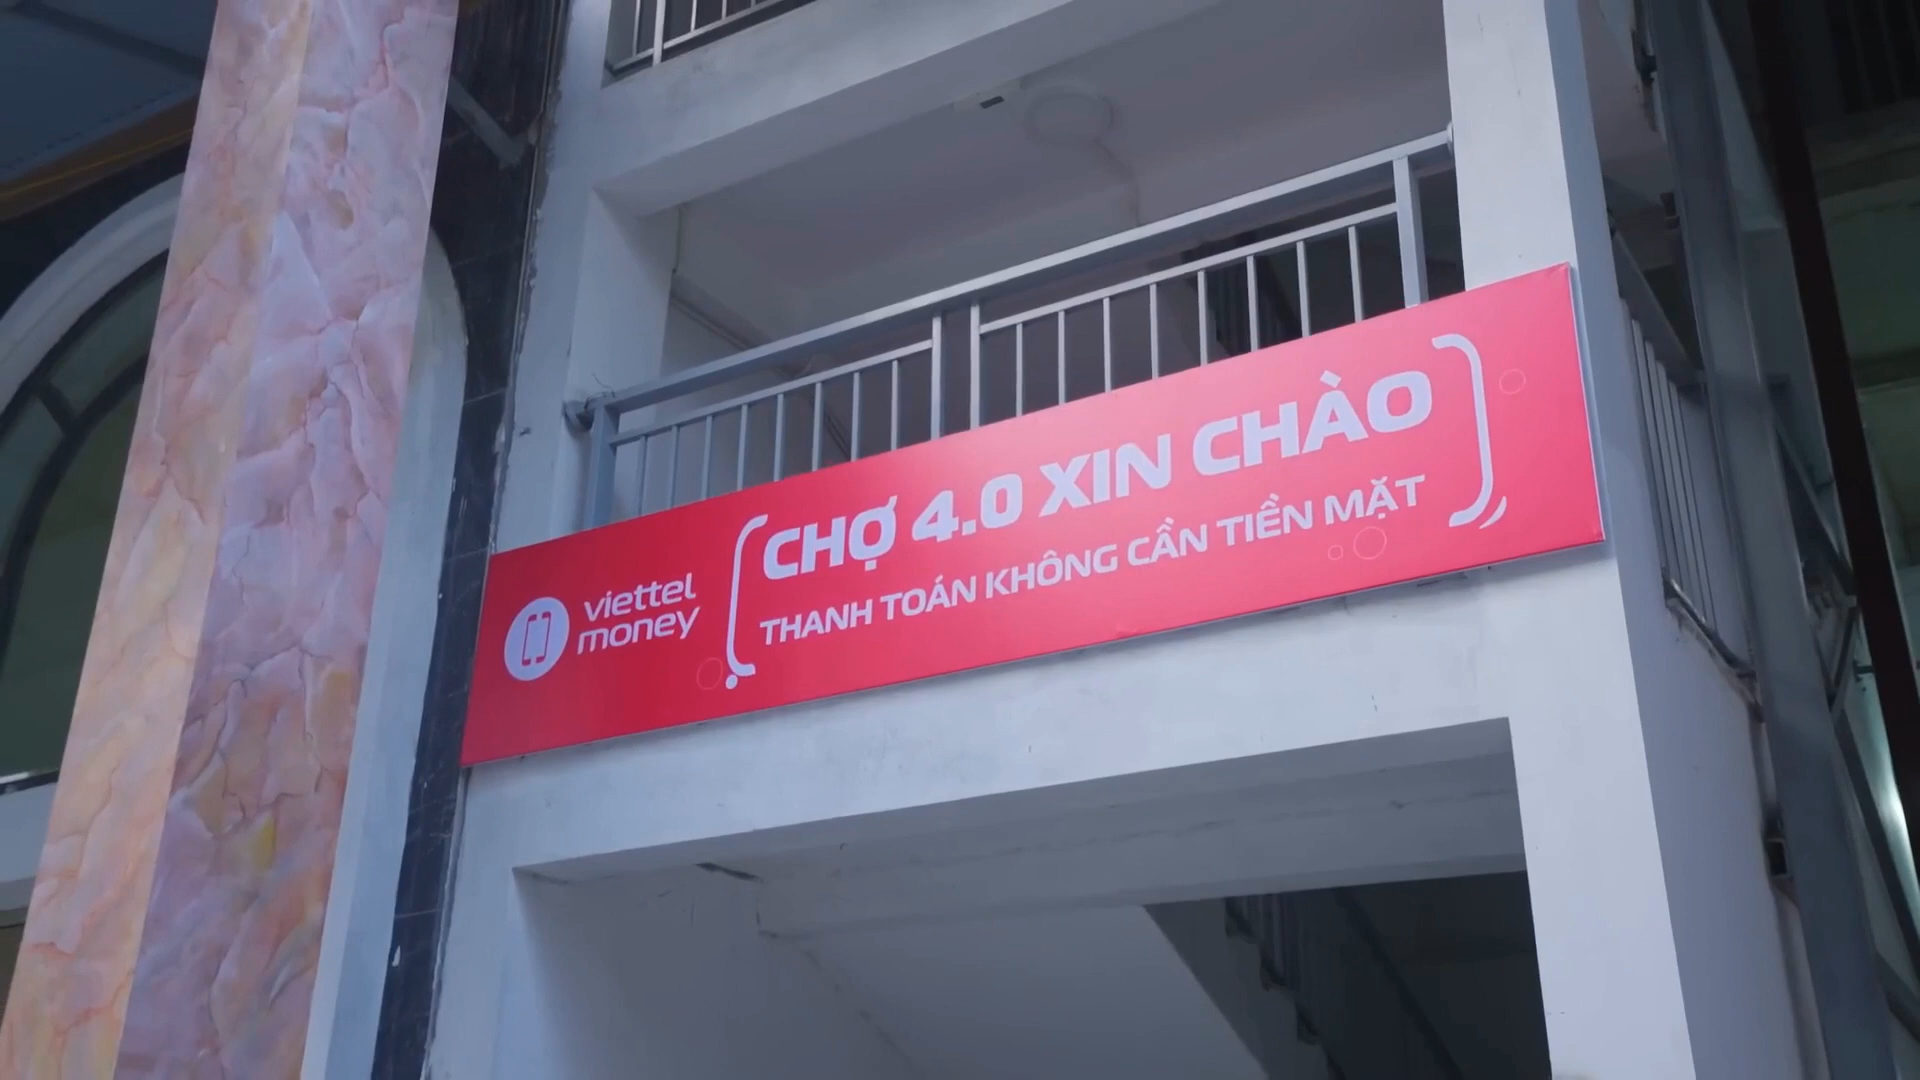 viettel
money
CHỢ 4.0 XIN CHÀO
THANH TOÁN KHÔNG CẦN TIỀN MẶT